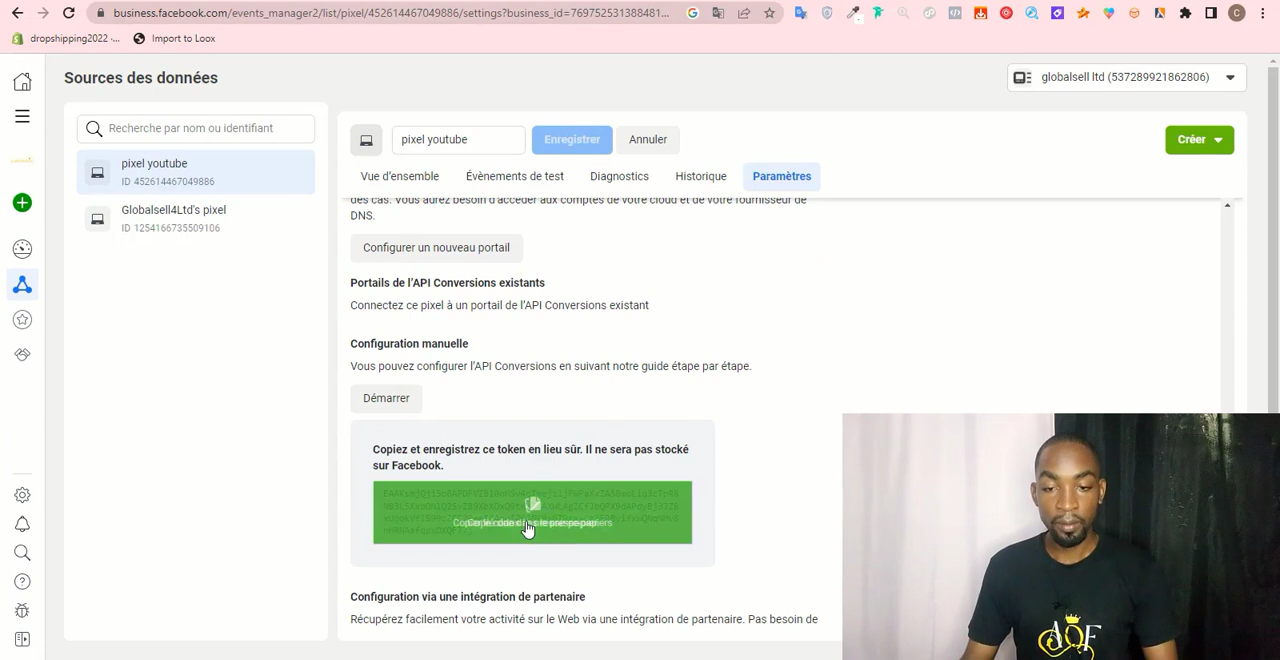 business.facebook.com/events_manager2/list/pixel/452614467049886/settings?business_id=769752531388481...
dropshipping2022 -...
Import to Loox
Sources des données
globalsell ltd (537289921862806)
Recherche par nom ou identifiant
pixel youtube
ID 452614467049886
Globalsell4Ltd's pixel
ID 1254166735509106
pixel youtube
Enregistrer
Annuler
Créer
Vue d'ensemble
Évènements de test
Diagnostics
Historique
Paramètres
des cas. Vous aurez besoin d'accéder aux comptes de votre cloud et de votre fournisseur de
DNS.
Configurer un nouveau portail
Portails de l'API Conversions existants
Connectez ce pixel à un portail de l'API Conversions existant
Configuration manuelle
Vous pouvez configurer l'API Conversions en suivant notre guide étape par étape.
Démarrer
Copiez et enregistrez ce token en lieu sûr. Il ne sera pas stocké
sur Facebook.
Configuration via une intégration de partenaire
Récupérez facilement votre activité sur le Web via une intégration de partenaire. Pas besoin de